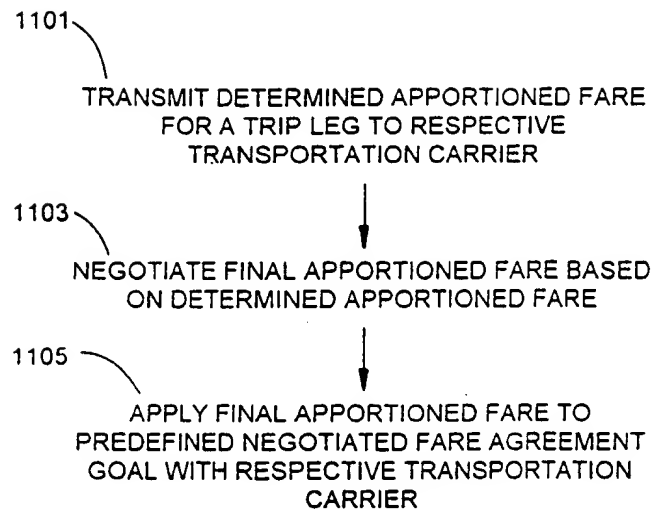 1101
TRANSMIT DETERMINED APPORTIONED FARE
FOR A TRIP LEG TO RESPECTIVE
TRANSPORTATION CARRIER
1103
NEGOTIATE FINAL APPORTIONED FARE BASED
ON DETERMINED APPORTIONED FARE
1105
APPLY FINAL APPORTIONED FARE TO
PREDEFINED NEGOTIATED FARE AGREEMENT
GOAL WITH RESPECTIVE TRANSPORTATION
CARRIER